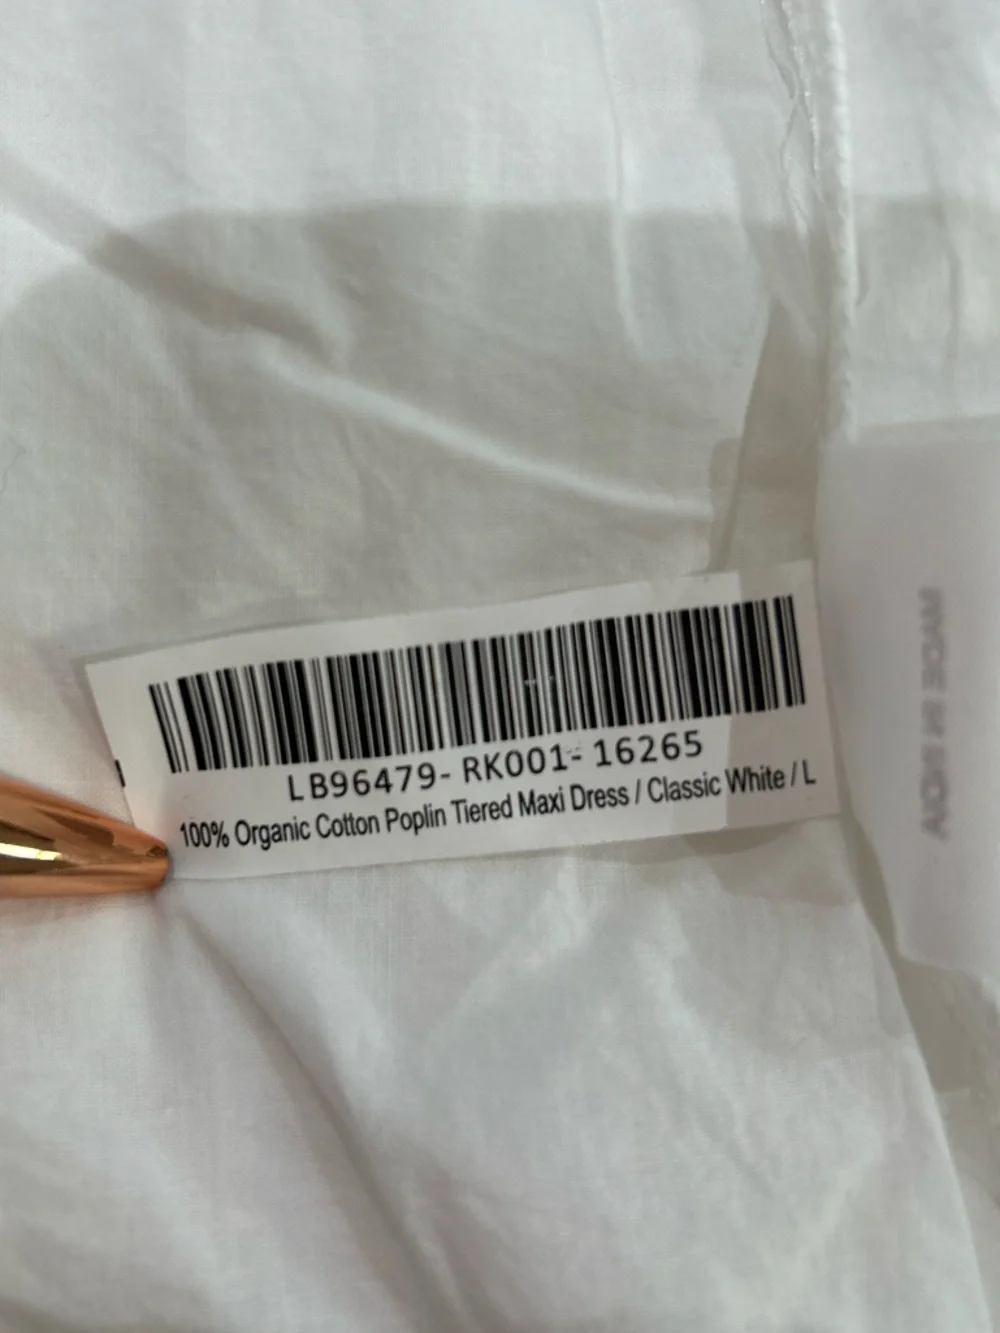 LB96479- RK001- 16265
100% Organic Cotton Poplin Tiered Maxi Dress / Classic White / L
MADE IN INDIA